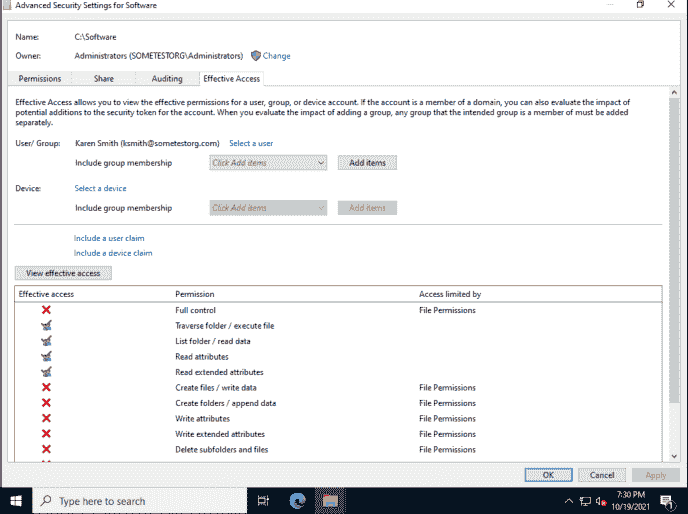 Advanced Security Settings for Software
Name: C:\Software
Owner: Administrators (SOMETESTORG\Administrators) Change
Permissions Share Auditing Effective Access
Effective Access allows you to view the effective permissions for a user, group, or device account. If the account is a member of a domain, you can also evaluate the impact of
potential additions to the security token for the account. When you evaluate the impact of adding a group, any group that the intended group is a member of must be added
separately.
User/ Group: Karen Smith (ksmith@sometestorg.com) Select a user
Include group membership Click Add items Add items
Device: Select a device
Include group membership Click Add items Add items
Include a user claim
Include a device claim
View effective access
Effective access Permission Access limited by
Full control File Permissions
Traverse folder / execute file
List folder / read data
Read attributes
Read extended attributes
Create files / write data File Permissions
Create folders / append data File Permissions
Write attributes File Permissions
Write extended attributes File Permissions
Delete subfolders and files File Permissions
OK Cancel Apply
Type here to search
7:30 PM
10/19/2021
1